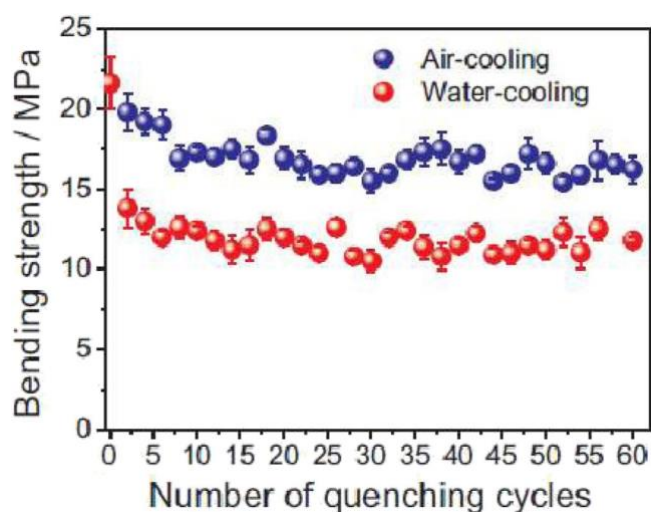 25
20
15
10
5
0
Bending strength / MPa
Air-cooling
Water-cooling
0 5 10 15 20 25 30 35 40 45 50 55 60
Number of quenching cycles